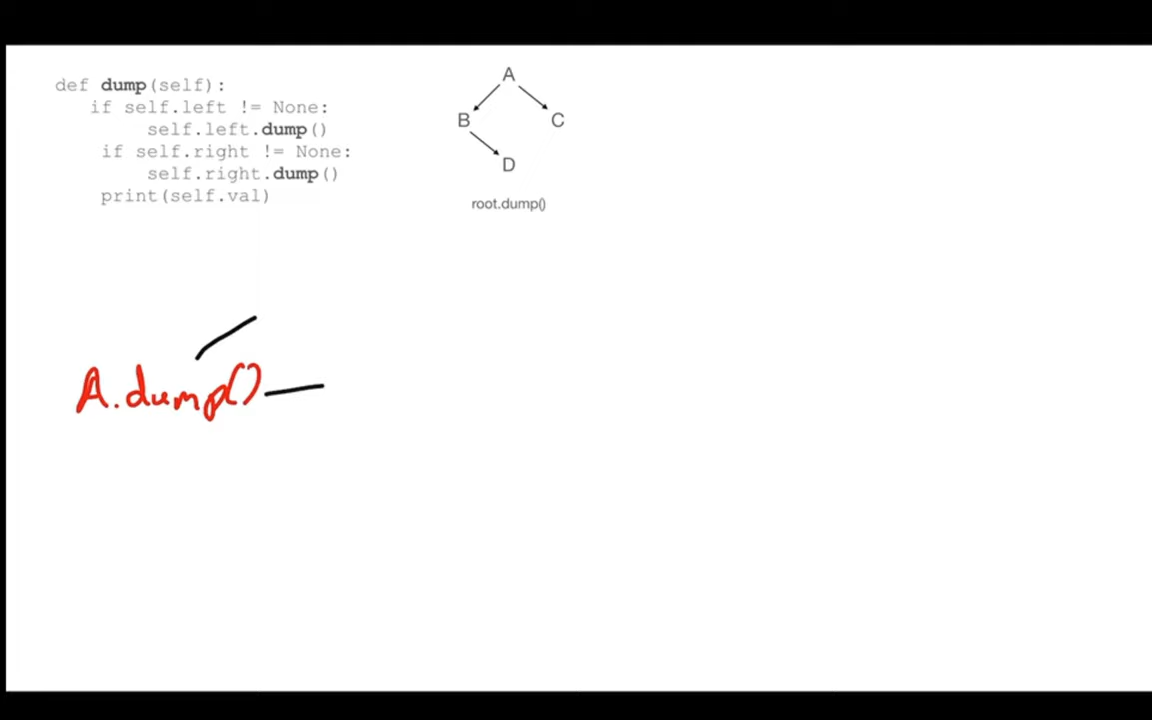 def dump(self):
if self.left != None:
self.left.dump()
if self.right != None:
self.right.dump()
print(self.val)
A
B
C
D
root.dump()
A.dump()